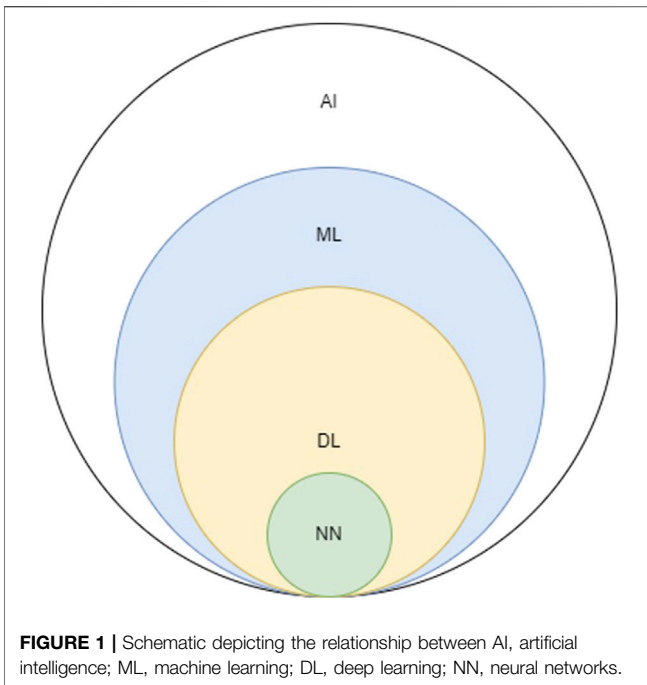 AI
ML
DL
NN
FIGURE 1 | Schematic depicting the relationship between AI, artificial
intelligence; ML, machine learning; DL, deep learning; NN, neural networks.